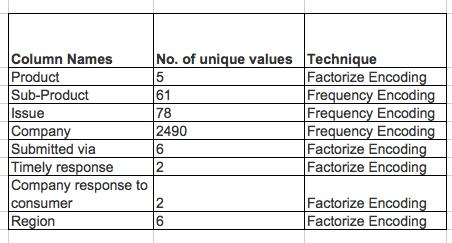 Column Names No. of unique values Technique
Product 5 Factorize Encoding
Sub-Product 61 Frequency Encoding
Issue 78 Frequency Encoding
Company 2490 Frequency Encoding
Submitted via 6 Factorize Encoding
Timely response 2 Factorize Encoding
Company response to
consumer 2 Factorize Encoding
Region 6 Factorize Encoding